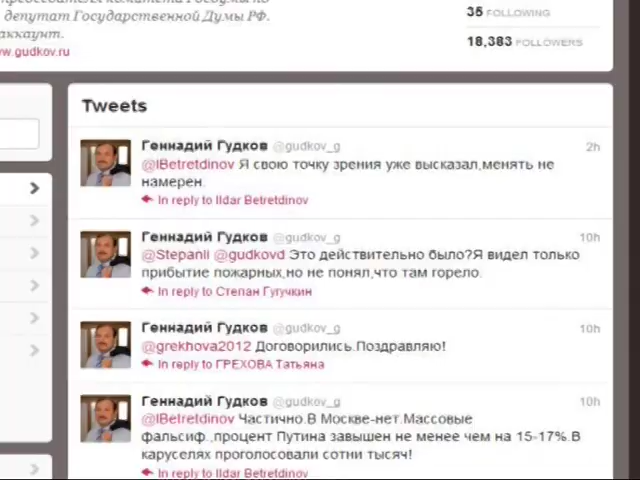 депутат Государственной Думы РФ.
аккаунт.
www.gudkov.ru
35 FOLLOWING
18,383 FOLLOWERS
Tweets
Геннадий Гудков @gudkov_g 2h
@IBetretdinov Я свою точку зрения уже высказал,менять не
намерен.
In reply to Ildar Betretdinov
Геннадий Гудков @gudkov_g 10h
@Stepanii @gudkovd Это действительно было?Я видел только
прибытие пожарных,но не понял,что там горело.
In reply to Степан Гугучкин
Геннадий Гудков @gudkov_g 10h
@grekhova2012 Договорились.Поздравляю!
In reply to ГРЕХОВА Татьяна
Геннадий Гудков @gudkov_g 10h
@IBetretdinov Частично.В Москве-нет.Массовые
фальсиф.,процент Путина завышен не менее чем на 15-17%.В
каруселях проголосовали сотни тысяч!
In reply to Ildar Betretdinov